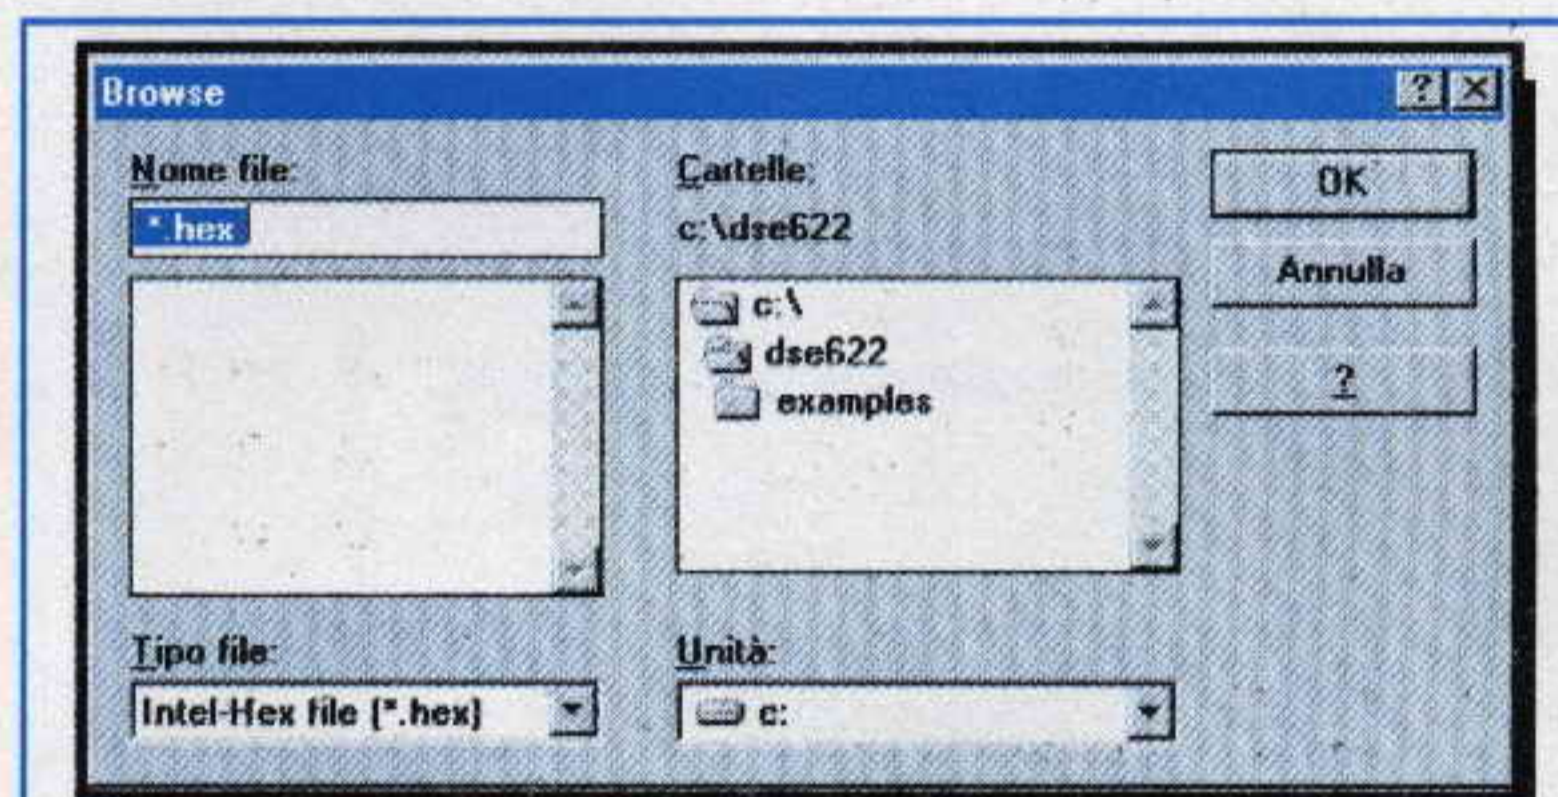 Browse
Nome file:
*.hex
Cartelle:
c:\dse622
c:\
dse622
examples
OK
Annulla
?
Tipo file:
Intel-Hex file (*.hex)
Unità:
c: